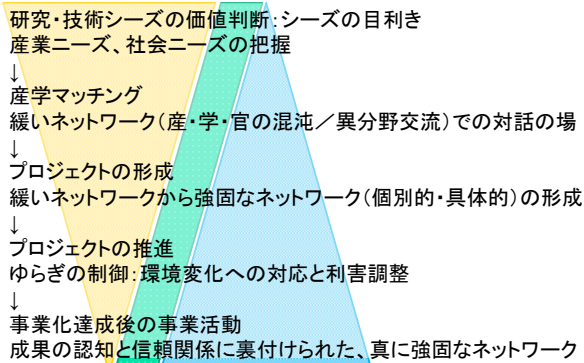 研究・技術シーズの価値判断：シーズの目利き
産業ニーズ、社会ニーズの把握
↓
産学マッチング
緩いネットワーク（産・学・官の混沌／異分野交流）での対話の場
↓
プロジェクトの形成
緩いネットワークから強固なネットワーク（個別的・具体的）の形成
↓
プロジェクトの推進
ゆらぎの制御：環境変化への対応と利害調整
↓
事業化達成後の事業活動
成果の認知と信頼関係に裏付けられた、真に強固なネットワーク